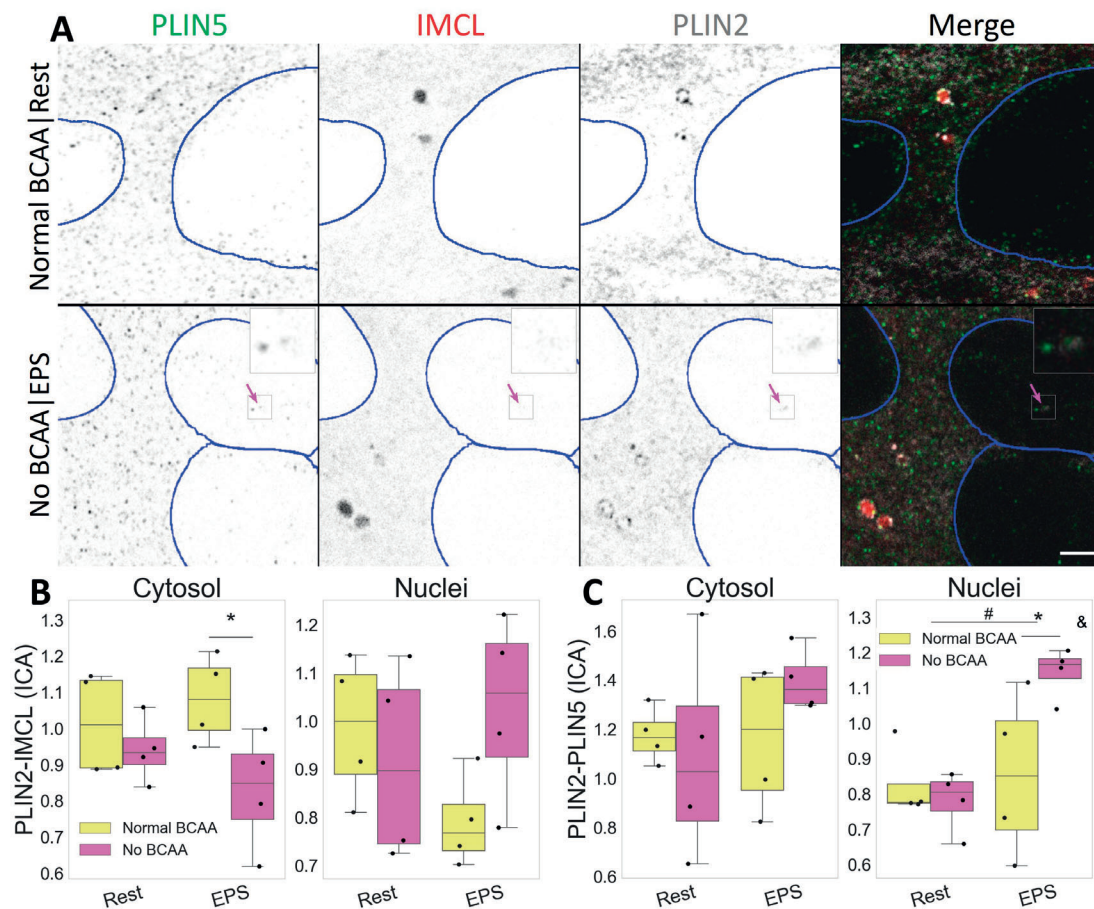 A
PLIN5
IMCL
PLIN2
Merge
Normal BCAA|Rest
No BCAA|EPS
B
Cytosol
Nuclei
PLIN2-IMCL (ICA)
1.3
1.2
1.1
1.0
0.9
0.8
0.7
0.6
*
Normal BCAA
No BCAA
Rest
EPS
1.2
1.1
1.0
0.9
0.8
0.7
Rest
EPS
C
Cytosol
Nuclei
PLIN2-PLIN5 (ICA)
1.6
1.4
1.2
1.0
0.8
0.6
Rest
EPS
1.3
1.2
1.1
1.0
0.9
0.8
0.7
0.6
# * &
Normal BCAA
No BCAA
Rest
EPS